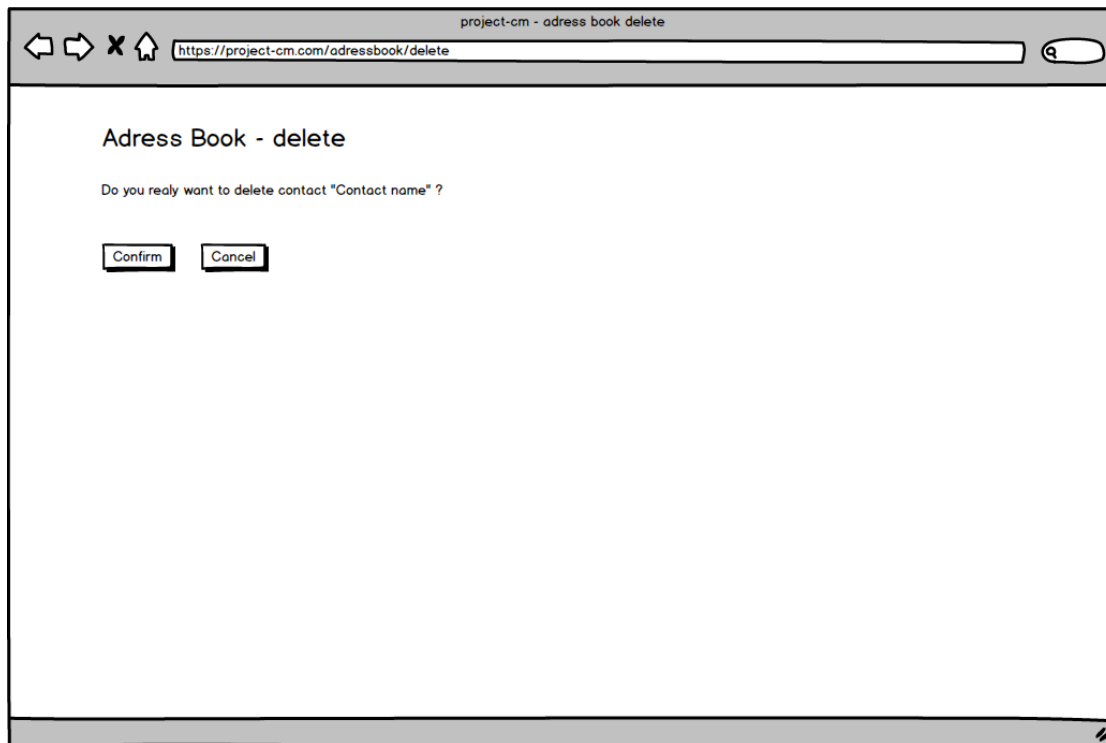 project-cm - adress book delete
https://project-cm.com/adressbook/delete
Adress Book - delete
Do you realy want to delete contact "Contact name" ?
Confirm
Cancel